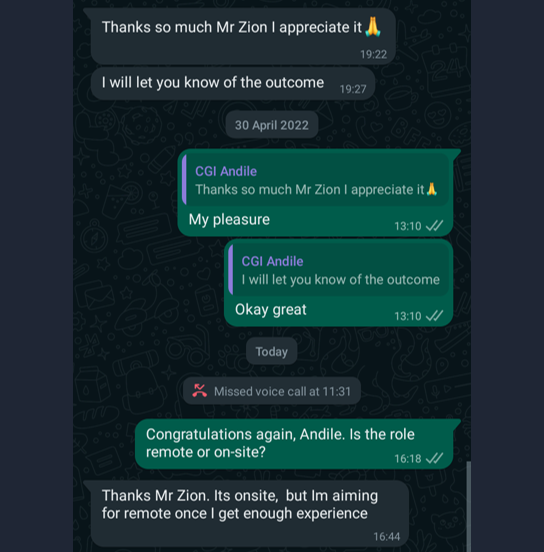 Thanks so much Mr Zion I appreciate it🙏
19:22
I will let you know of the outcome
19:27
30 April 2022
CGI Andile
Thanks so much Mr Zion I appreciate it🙏
My pleasure
13:10
CGI Andile
I will let you know of the outcome
Okay great
13:10
Today
Missed voice call at 11:31
Congratulations again, Andile. Is the role
remote or on-site?
16:18
Thanks Mr Zion. Its onsite,  but Im aiming
for remote once I get enough experience
16:44